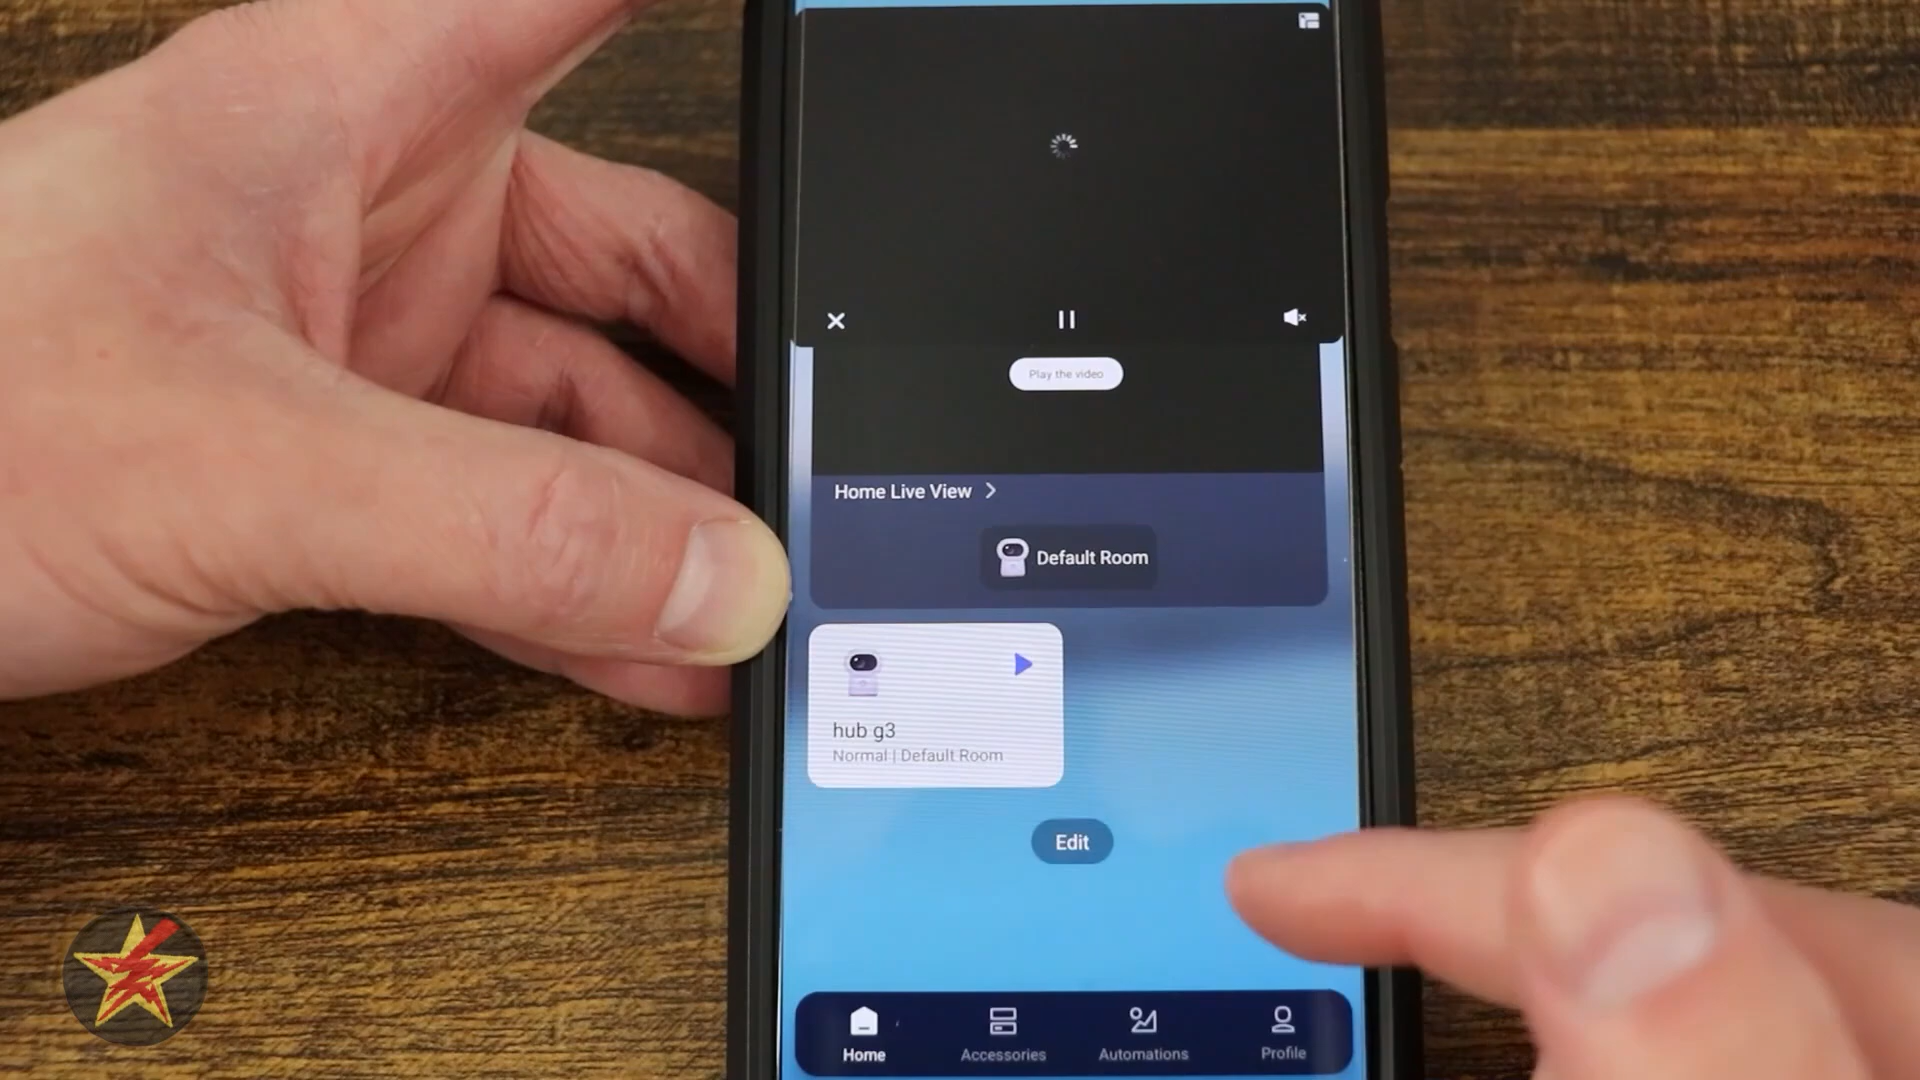 Play the video
Home Live View
Default Room
hub g3
Normal | Default Room
Edit
Home
Accessories
Automations
Profile